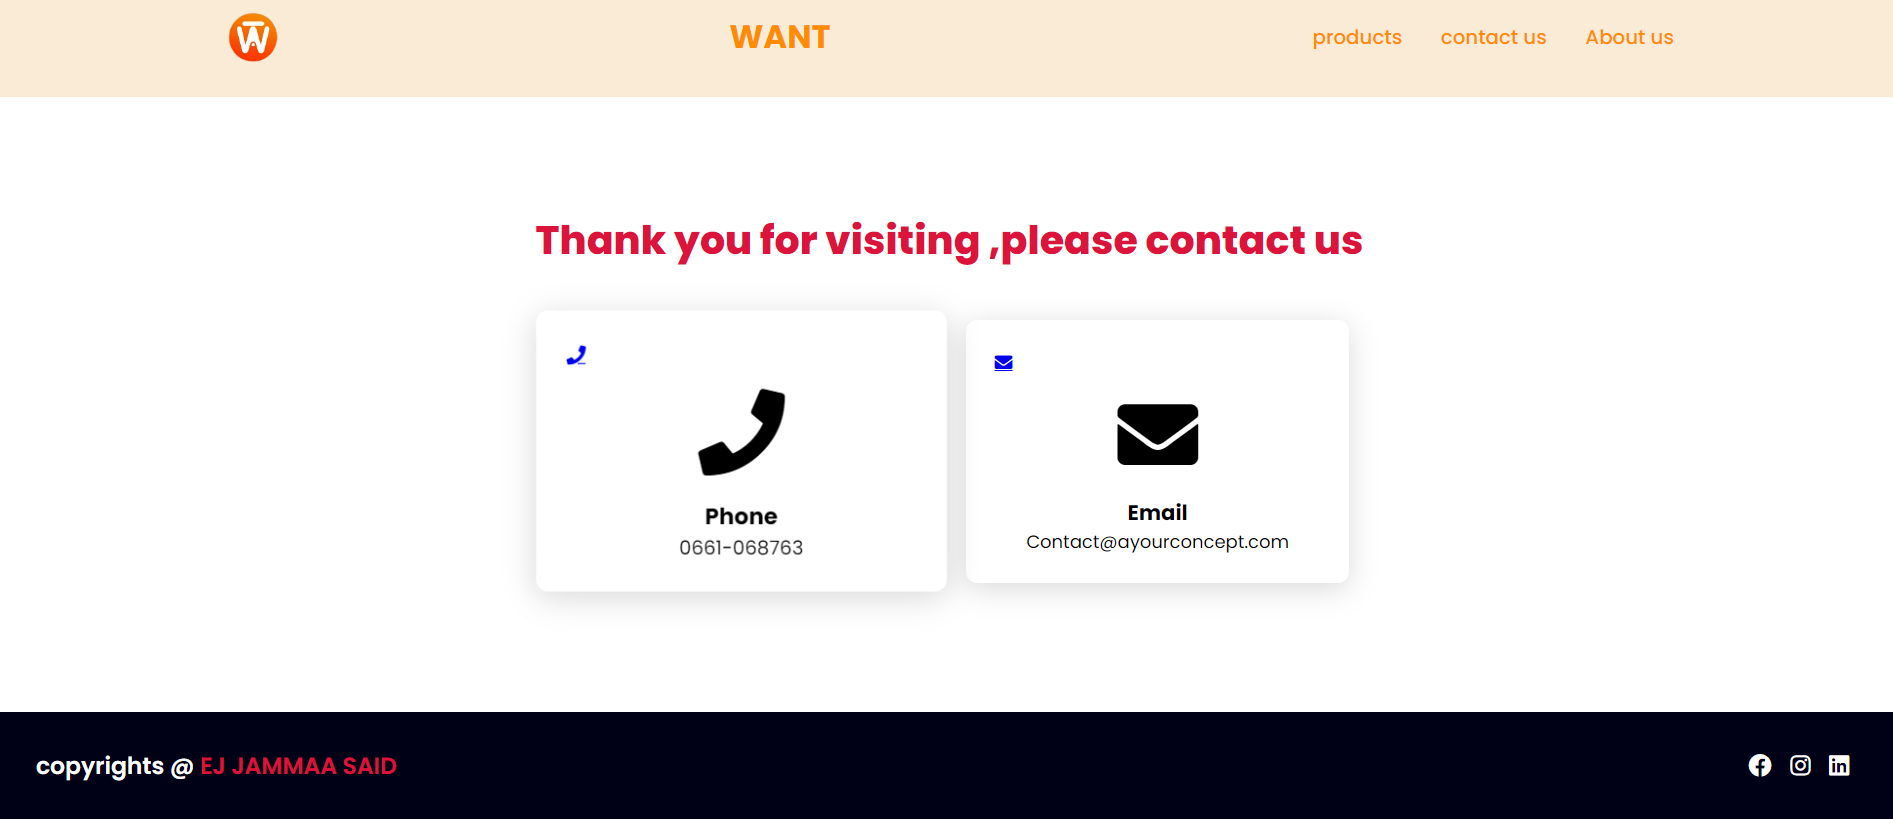 WANT
products contact us About us
Thank you for visiting ,please contact us
Phone
0661-068763
Email
Contact@ayourconcept.com
copyrights @ EJ JAMMAA SAID